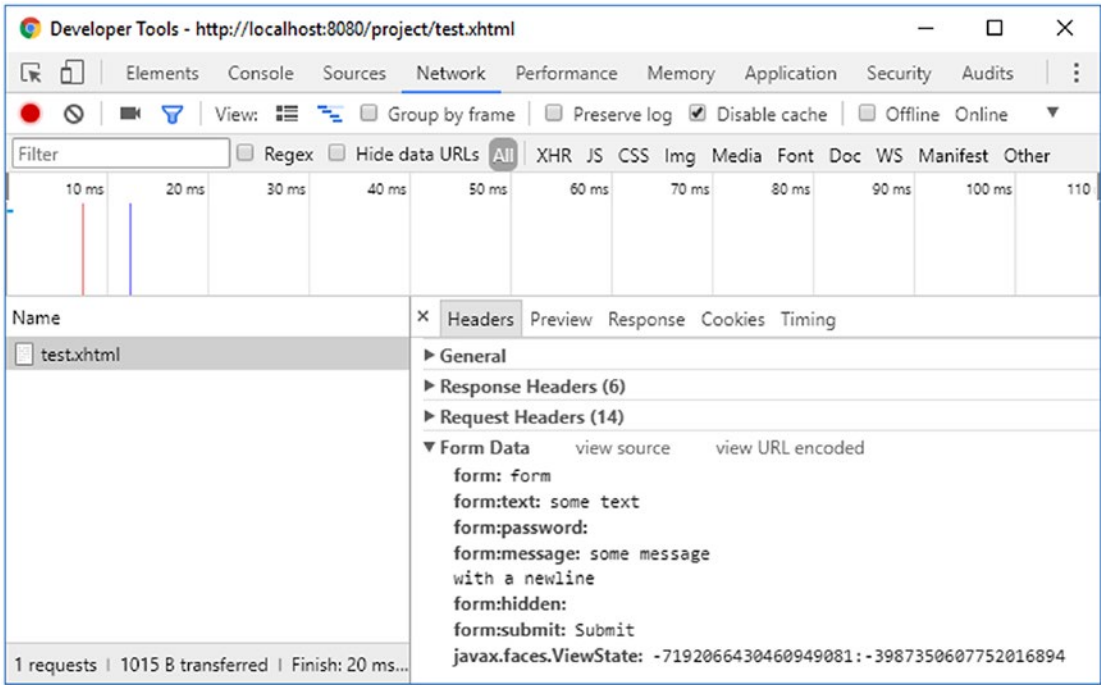 Developer Tools - http://localhost:8080/project/test.xhtml
Elements Console Sources Network Performance Memory Application Security Audits
View: Group by frame Preserve log Disable cache Offline Online
Filter Regex Hide data URLs All XHR JS CSS Img Media Font Doc WS Manifest Other
10 ms 20 ms 30 ms 40 ms 50 ms 60 ms 70 ms 80 ms 90 ms 100 ms 110
Name
Headers Preview Response Cookies Timing
test.xhtml
General
Response Headers (6)
Request Headers (14)
Form Data view source view URL encoded
form: form
form:text: some text
form:password:
form:message: some message
with a newline
form:hidden:
form:submit: Submit
javax.faces.ViewState: -7192066430460949081:-3987350607752016894
1 requests | 1015 B transferred | Finish: 20 ms...